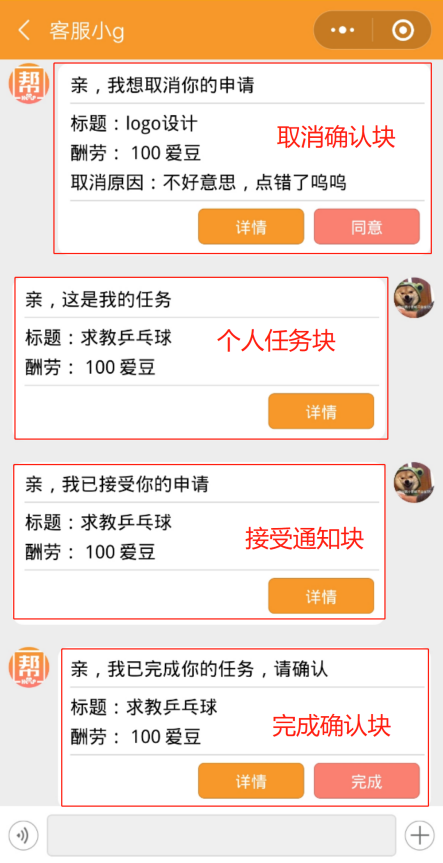 客服小g
帮
亲，我想取消你的申请
标题：logo设计
酬劳： 100 爱豆
取消原因：不好意思，点错了呜呜
取消确认块
详情
同意
亲，这是我的任务
标题：求教乒乓球
酬劳： 100 爱豆
个人任务块
详情
亲，我已接受你的申请
标题：求教乒乓球
酬劳： 100 爱豆
接受通知块
详情
帮
亲，我已完成你的任务，请确认
标题：求教乒乓球
酬劳： 100 爱豆
完成确认块
详情
完成